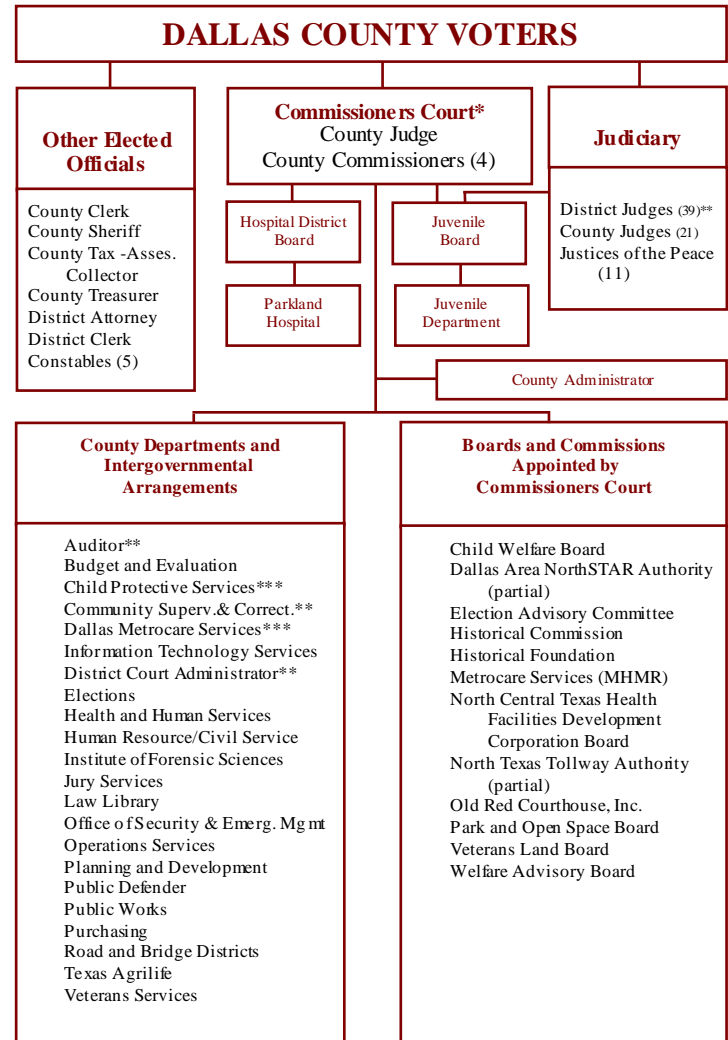 DALLAS COUNTY VOTERS
Other Elected
Officials
County Clerk
County Sheriff
County Tax -Asses.
Collector
County Treasurer
District Attorney
District Clerk
Constables (5)
Commissioners Court*
County Judge
County Commissioners (4)
Hospital District
Board
Parkland
Hospital
Juvenile
Board
Juvenile
Department
Judiciary
District Judges (39)**
County Judges (21)
Justices of the Peace
(11)
County Administrator
County Departments and
Intergovernmental
Arrangements
Auditor**
Budget and Evaluation
Child Protective Services***
Community Superv.& Correct.**
Dallas Metrocare Services***
Information Technology Services
District Court Administrator**
Elections
Health and Human Services
Human Resource/Civil Service
Institute of Forensic Sciences
Jury Services
Law Library
Office of Security & Emerg. Mgmt
Operations Services
Planning and Development
Public Defender
Public Works
Purchasing
Road and Bridge Districts
Texas Agrilife
Veterans Services
Boards and Commissions
Appointed by
Commissioners Court
Child Welfare Board
Dallas Area NorthSTAR Authority
(partial)
Election Advisory Committee
Historical Commission
Historical Foundation
Metrocare Services (MHMR)
North Central Texas Health
Facilities Development
Corporation Board
North Texas Tollway Authority
(partial)
Old Red Courthouse, Inc.
Park and Open Space Board
Veterans Land Board
Welfare Advisory Board